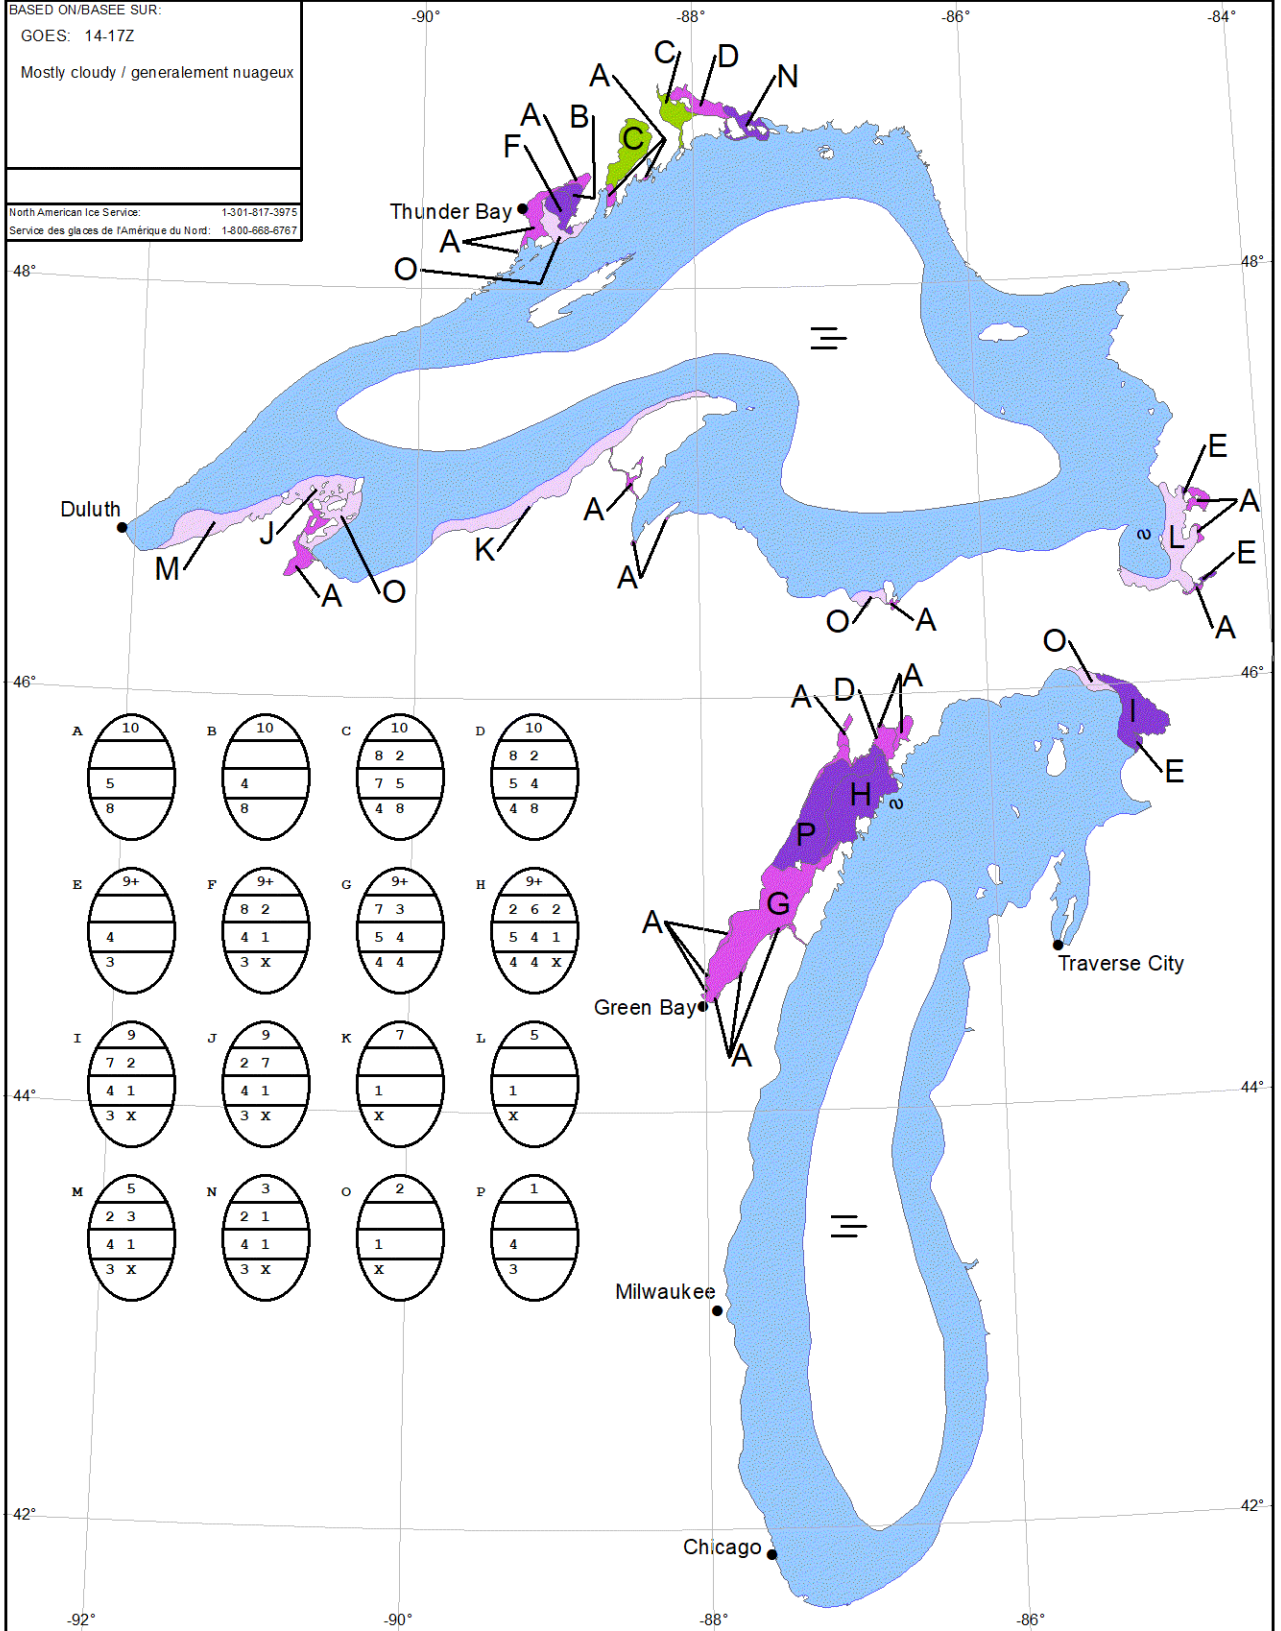 BASED ON/BASEE SUR:
GOES: 14-17Z
Mostly cloudy / generalement nuageux
North American Ice Service: 1-301-817-3975
Service des glaces de l'Amérique du Nord: 1-800-668-6767
-90° -88° -86° -84°
C D
A N
A B
F C
Thunder Bay
A
O
48° 48°
E
A
Duluth A
J L
M K E
A
A O
O A A
O
46° 46°
A D A
I
E
H
P
G
A
Traverse City
Green Bay
A
44° 44°
Milwaukee
42° 42°
Chicago
-92° -90° -88° -86°
A 10
5
8
B 10
4
8
C 10
8 2
7 5
4 8
D 10
8 2
5 4
4 8
E 9+
4
3
F 9+
8 2
4 1
3 X
G 9+
7 3
5 4
4 4
H 9+
2 6 2
5 4 1
4 4 X
I 9
7 2
4 1
3 X
J 9
2 7
4 1
3 X
K 7
1
X
L 5
1
X
M 5
2 3
4 1
3 X
N 3
2 1
4 1
3 X
O 2
1
X
P 1
4
3